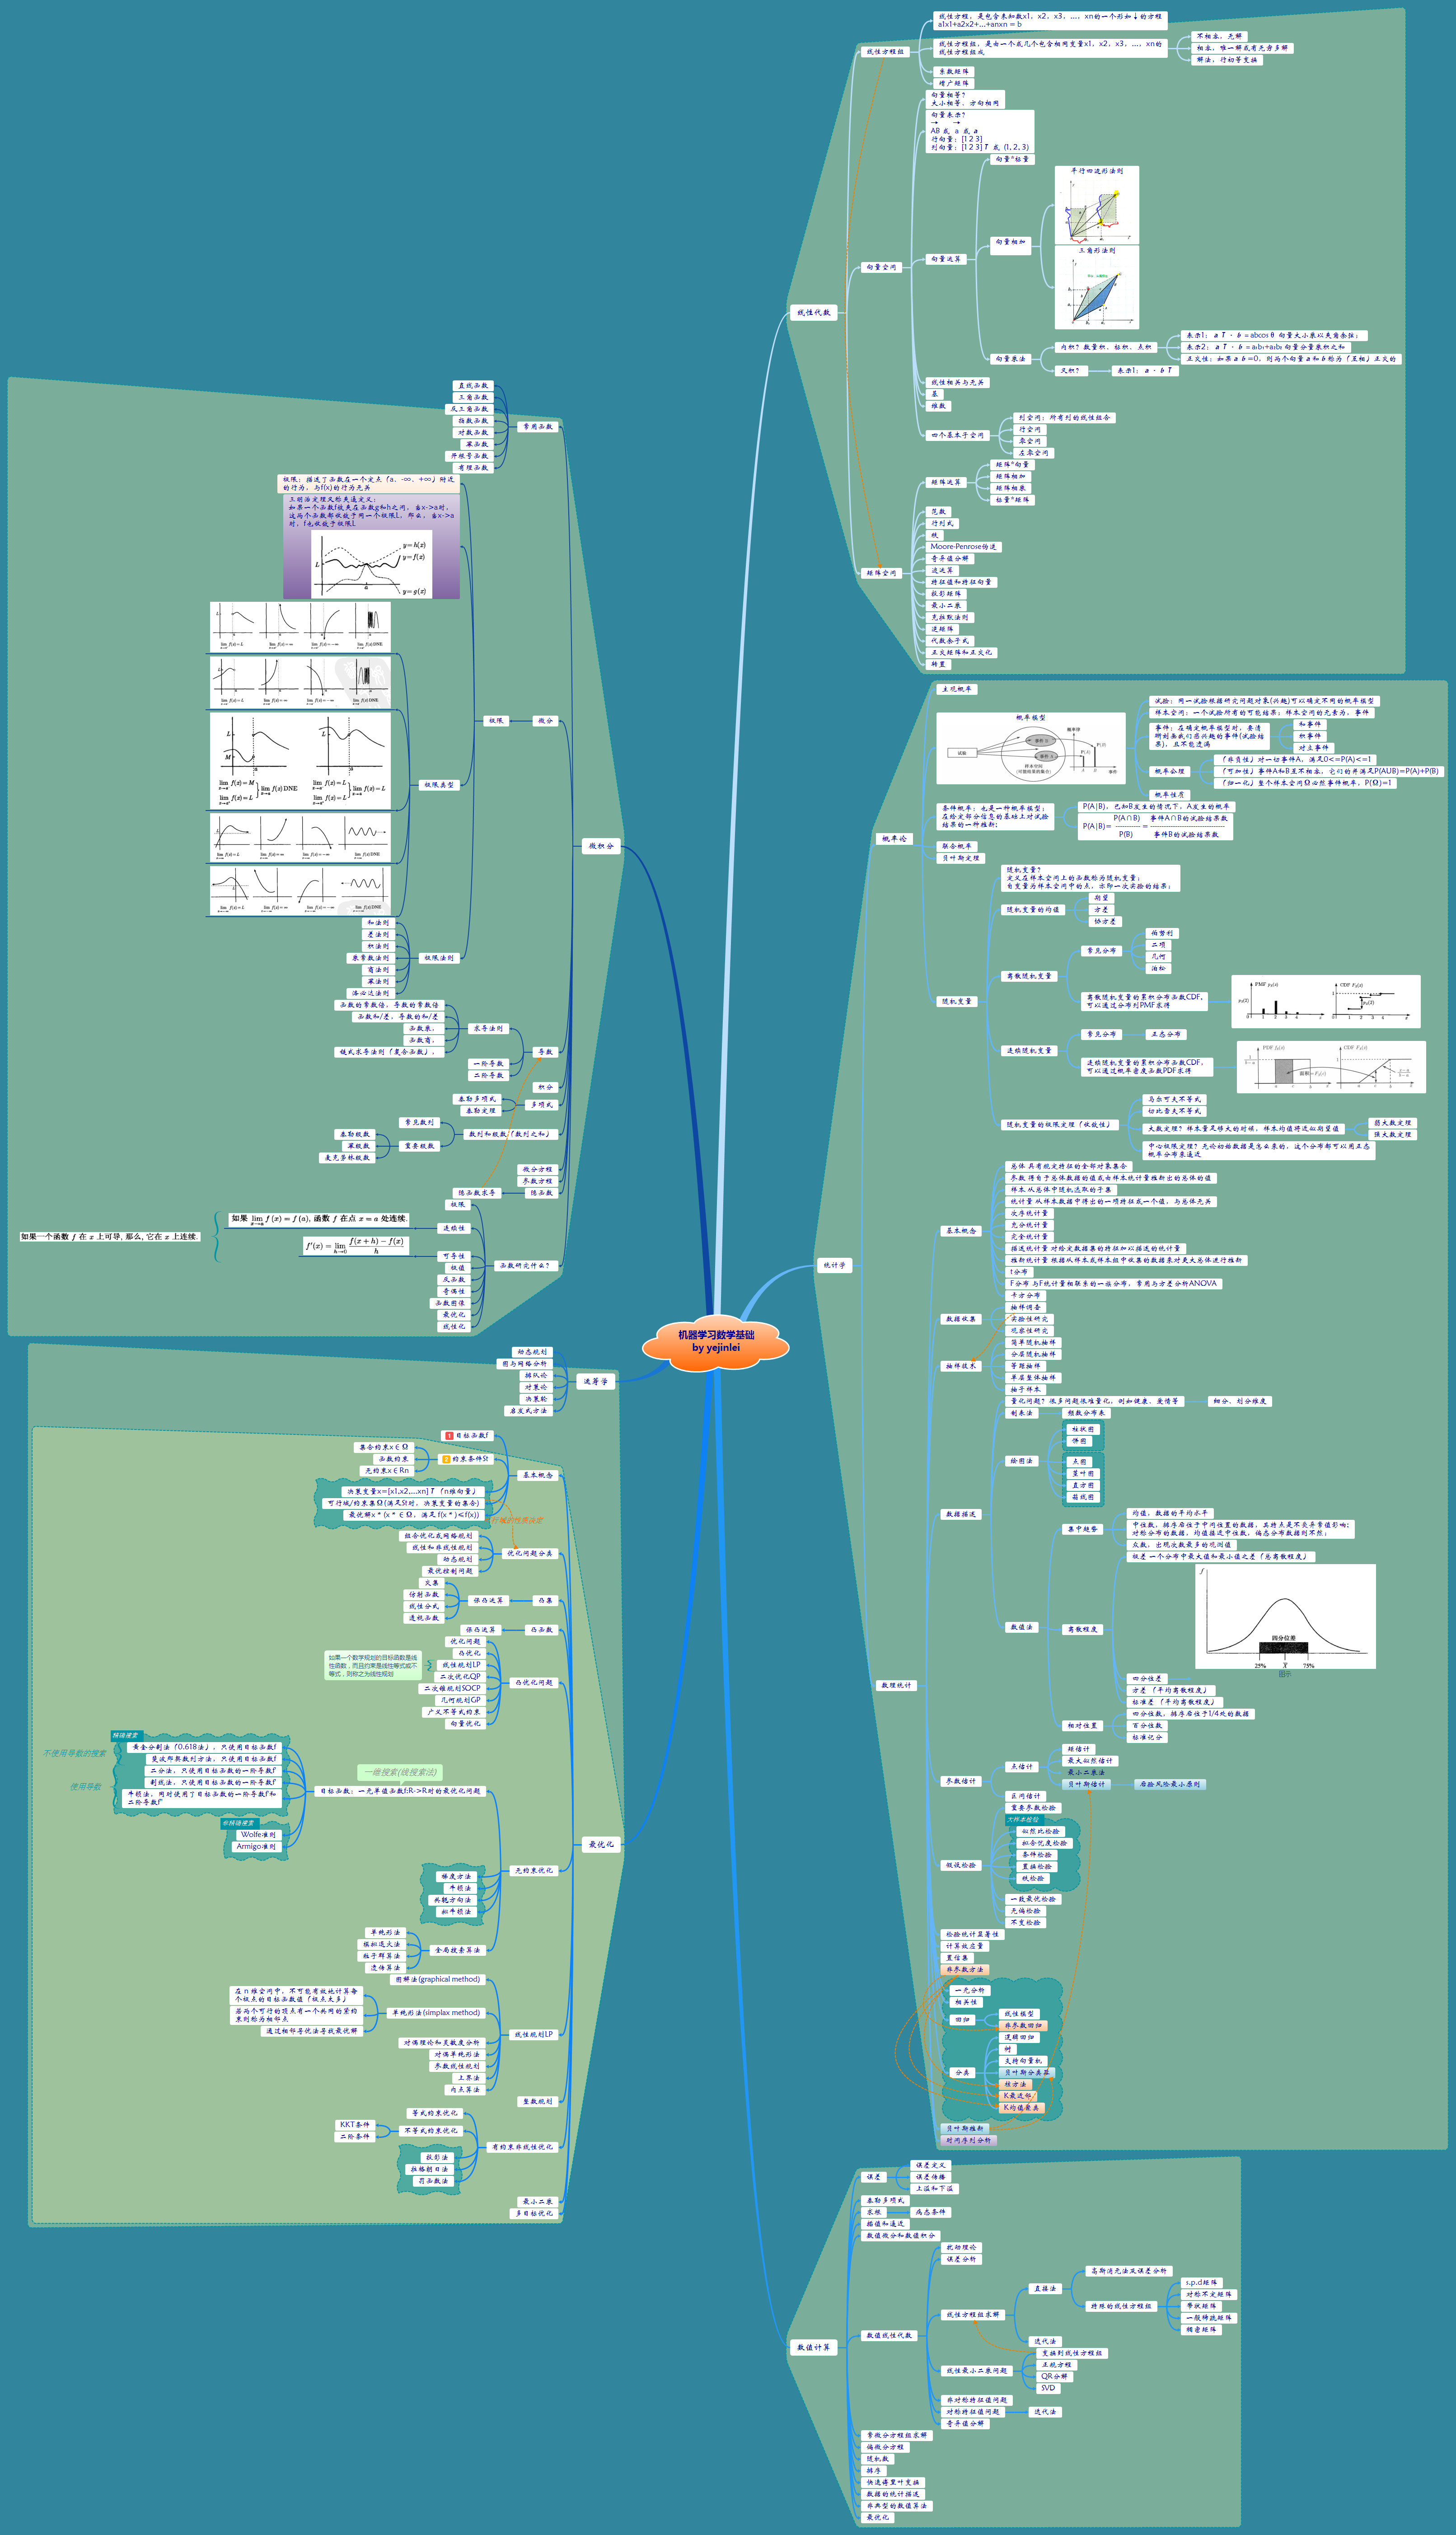 机器学习数学基础
by yejinlei
线性代数
线性方程组
线性方程，是包含未知数x1，x2，x3，...，xn的一个形如↓的方程
a1x1+a2x2+...+anxn = b
线性方程组，是由一个或几个包含相同变量x1，x2，x3，...，xn的
线性方程组成
不相容，无解
相容，唯一解或有无穷多解
解法，行初等变换
系数矩阵
增广矩阵
向量空间
向量相等？
大小相等，方向相同
向量表示？
→ →
AB 或 a 或 a
行向量：[1 2 3]
列向量：[1 2 3] T 或 (1, 2, 3)
向量运算
向量*标量
向量相加
平行四边形法则
三角形法则
向量乘法
内积？数量积，标积，点积
表示1：a T · b = abcos θ 向量大小乘以夹角余弦；
表示2：a T · b = a₁b₁+a₂b₂ 向量分量乘积之和
正交性：如果 a b =0，则两个向量 a 和 b 称为（互相）正交的
叉积？
表示1：a · b T
线性相关与无关
基
维数
四个基本子空间
列空间：所有列的线性组合
行空间
零空间
左零空间
矩阵空间
矩阵运算
矩阵*向量
矩阵相加
矩阵相乘
标量*矩阵
范数
行列式
秩
Moore-Penrose伪逆
奇异值分解
迹运算
特征值和特征向量
投影矩阵
最小二乘
克拉默法则
逆矩阵
代数余子式
正交矩阵和正交化
转置
统计学
概率论
主观概率
概率模型
试验
事件 A
事件 B
样本空间
(可能结果的集合)
概率律
P(A)
P(B)
事件
试验：同一试验根据研究问题对象(兴趣)可以确定不同的概率模型
样本空间：一个试验所有的可能结果；样本空间的元素为，事件
事件：在确定概率模型时，要清
晰刻画我们感兴趣的事件(试验结
果)，且不能遗漏
和事件
积事件
对立事件
概率公理
（非负性）对一切事件A，满足0<=P(A)<=1
（可加性）事件A和B互不相容，它们的并满足P(AUB)=P(A)+P(B)
（归一化）整个样本空间Ω必然事件概率，P(Ω)=1
概率性质
条件概率：也是一种概率模型；
在给定部分信息的基础上对试验
结果的一种推断；
P(A|B)，已知B发生的情况下，A发生的概率
P(A|B)= P(A∩B) P(B) = 事件A∩B的试验结果数 事件B的试验结果数
联合概率
贝叶斯定理
随机变量
随机变量？
定义在样本空间上的函数称为随机变量；
自变量为样本空间中的点，亦即一次实验的结果；
随机变量的均值
期望
方差
协方差
离散随机变量
常见分布
伯努利
二项
几何
泊松
离散随机变量的累积分布函数CDF，
可以通过分布列PMF求得
连续随机变量
常见分布
正态分布
连续随机变量的累积分布函数CDF，
可以通过概率密度函数PDF求得
随机变量的极限定理（收敛性）
马尔可夫不等式
切比雪夫不等式
大数定理？样本量足够大的时候，样本均值将近似期望值
弱大数定理
强大数定理
中心极限定理？无论初始数据是怎么来的，这个分布都可以用正态
概率分布来逼近
数理统计
基本概念
总体 具有规定特征的全部对象集合
参数 得自于总体数据的值或由样本统计量推断出的总体的值
样本 从总体中随机选取的子集
统计量 从样本数据中得出的一项特征或一个值，与总体无关
次序统计量
充分统计量
完全统计量
描述统计量 对给定数据集的特征加以描述的统计量
推断统计量 根据从样本或样本组中收集的数据来对更大总体进行推断
t分布
F分布 与F统计量相联系的一族分布，常用与方差分析ANOVA
卡方分布
数据收集
抽样调查
实验性研究
观察性研究
抽样技术
简单随机抽样
分层随机抽样
等距抽样
单层整体抽样
抽子样本
数据描述
量化问题？很多问题很难量化，例如健康，爱情等
细分，划分维度
制表法
频数分布表
绘图法
柱状图
饼图
点图
茎叶图
直方图
箱线图
数值法
集中趋势
均值，数据的平均水平
中位数，排序后位于中间位置的数据，其特点是不受异常值影响；
对称分布的数据，均值接近中位数，偏态分布数据则不然；
众数，出现次数最多的观测值
离散程度
极差 一个分布中最大值和最小值之差（总离散程度）
f
四分位差
25% X̄ 75%
图示
四分位差
方差（平均离散程度）
标准差（平均离散程度）
相对位置
四分位数，排序后位于1/4处的数据
百分位数
标准记分
参数估计
点估计
矩估计
最大似然估计
最小二乘法
贝叶斯估计
后验风险最小原则
区间估计
假设检验
重要参数检验
大样本检验
似然比检验
拟合优度检验
条件检验
置换检验
秩检验
一致最优检验
无偏检验
不变检验
检验统计显著性
计算效应量
置信集
非参数方法
一元分析
相关性
回归
线性模型
非参数回归
分类
逻辑回归
树
支持向量机
贝叶斯分类器
核方法
K最近邻
K均值聚类
贝叶斯推断
时间序列分析
数值计算
误差
误差定义
误差传播
上溢和下溢
泰勒多项式
求根
病态条件
插值和逼近
数值微分和数值积分
数值线性代数
扰动理论
误差分析
线性方程组求解
直接法
高斯消元法及误差分析
特殊的线性方程组
s.p.d矩阵
对称不定矩阵
带状矩阵
一般稀疏矩阵
稠密矩阵
迭代法
线性最小二乘问题
变换到线性方程组
正规方程
QR分解
SVD
非对称特征值问题
对称特征值问题
迭代法
奇异值分解
常微分方程组求解
偏微分方程
随机数
排序
快速傅里叶变换
数据的统计描述
非典型的数值算法
最优化
微积分
常用函数
直线函数
三角函数
反三角函数
指数函数
对数函数
幂函数
开根号函数
有理函数
微分
极限
极限：描述了函数在一个定点（a，-∞，+∞）附近
的行为，与f(x)的行为无关
三明治定理又称夹逼定义：
如果一个函数f被夹在函数g和h之间，当x->a时，
这两个函数都收敛于同一个极限L，那么，当x->a
时，f也收敛于极限L
y = h(x)
y = f(x)
y = g(x)
L
a
极限类型
极限法则
和法则
差法则
积法则
乘常数法则
商法则
幂法则
洛必达法则
导数
求导法则
函数的常数倍，导数的常数倍
函数和/差，导数的和/差
函数乘，
函数商，
链式求导法则（复合函数），
一阶导数
二阶导数
积分
多项式
泰勒多项式
泰勒定理
数列和级数（数列之和）
常见数列
重要级数
泰勒级数
幂级数
麦克劳林级数
微分方程
参数方程
隐函数
隐函数求导
函数研究什么？
极限
连续性
如果 lim x→a f(x) = f(a), 函数 f 在点 x = a 处连续.
可导性
f'(x) = lim h→0 f(x+h) − f(x) h
如果一个函数 f 在 x 上可导, 那么, 它在 x 上连续.
极值
反函数
奇偶性
函数图像
最优化
线性化
运筹学
动态规划
图与网络分析
排队论
对策论
决策轮
启发式方法
最优化
基本概念
1 目标函数f
2 约束条件St
集合约束x∈Ω
函数约束
无约束x∈Rn
决策变量x=[x1,x2,...xn] T（n维向量）
可行域/约束集Ω(满足St时，决策变量的集合)
最优解x*（x*∈Ω，满足 f(x*)≤f(x)）
优化问题分类
组合优化或网络规划
线性和非线性规划
动态规划
最优控制问题
凸集
保凸运算
交集
仿射函数
线性分式
透视函数
凸函数
保凸运算
凸优化问题
优化问题
凸优化
线性规划LP
如果一个数学规划的目标函数是线
性函数，而且约束是线性等式或不
等式，则称之为线性规划
二次优化QP
二次锥规划SOCP
几何规划GP
广义不等式约束
向量优化
无约束优化
一维搜索(线搜索法)
目标函数：一元单值函数f:R->R时的最优化问题
精确搜索
不使用导数的搜索
黄金分割法（0.618法），只使用目标函数f
斐波那契数列方法，只使用目标函数f
使用导数
二分法，只使用目标函数的一阶导数f'
割线法，只使用目标函数的一阶导数f'
牛顿法，同时使用了目标函数的一阶导数f'和
二阶导数f''
非精确搜索
Wolfe准则
Armigo准则
梯度方法
牛顿法
共轭方向法
拟牛顿法
全局搜索算法
单纯形法
模拟退火法
粒子群算法
遗传算法
线性规划LP
图解法(graphical method)
单纯形法(simplax method)
在 n 维空间中，不可能有效地计算每
个极点的目标函数值（极点太多）
若两个可行的顶点有一个共同的紧约
束则称为相邻点
通过相邻寻优法寻找最优解
对偶理论和灵敏度分析
对偶单纯形法
参数线性规划
上界法
内点算法
整数规划
有约束非线性优化
等式约束优化
不等式约束优化
KKT条件
二阶条件
投影法
拉格朗日法
罚函数法
最小二乘
多目标优化